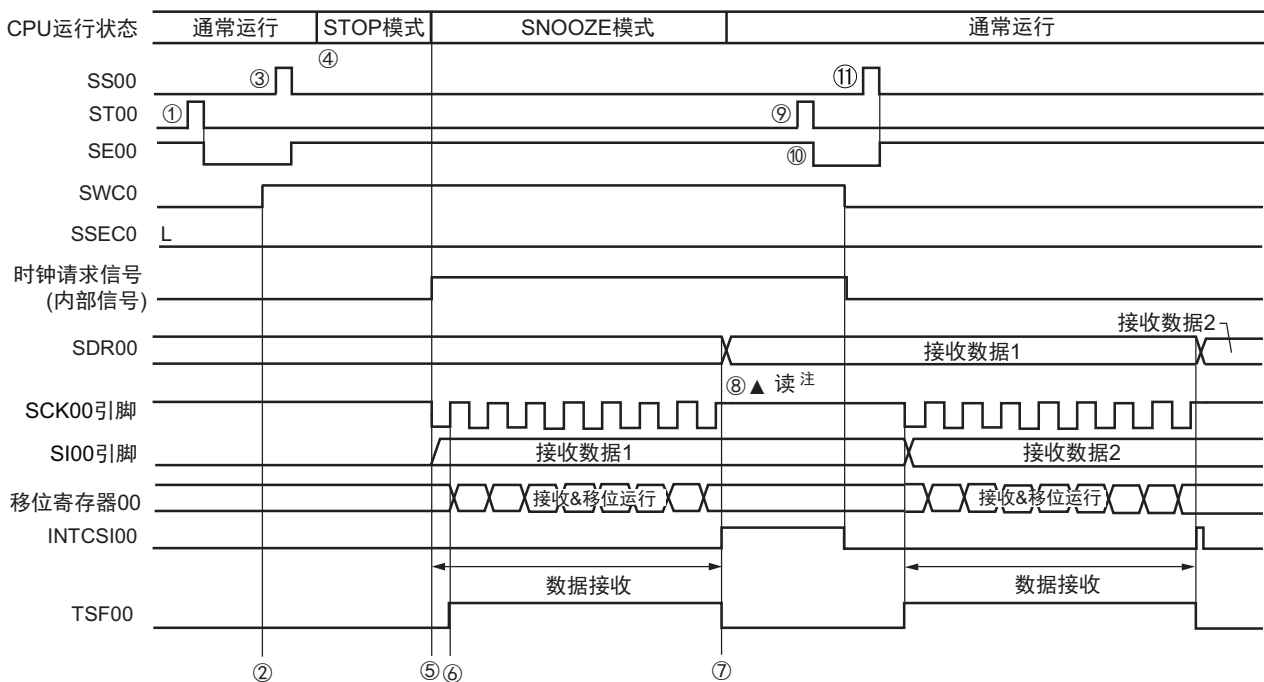 CPU运行状态 通常运行 STOP模式 SNOOZE模式 通常运行
④
SS00 ③ ⑪
ST00 ① ⑨
SE00 ⑩
SWC0
SSEC0 L
时钟请求信号
(内部信号)
接收数据2
SDR00 接收数据1
⑧▲ 读注
SCK00引脚
SI00引脚 接收数据1 接收数据2
移位寄存器00 接收&移位运行 接收&移位运行
INTCSI00
数据接收 数据接收
TSF00
② ⑤ ⑥ ⑦